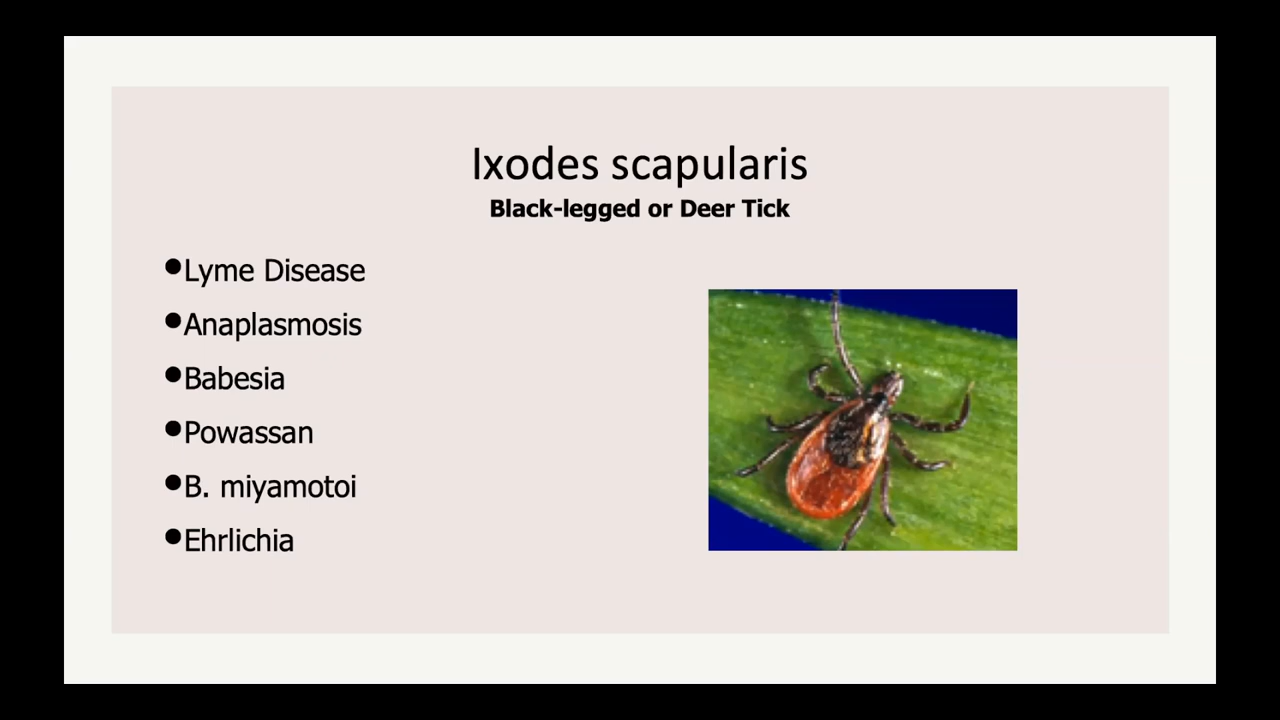 Ixodes scapularis
Black-legged or Deer Tick
•Lyme Disease
•Anaplasmosis
•Babesia
•Powassan
•B. miyamotoi
•Ehrlichia